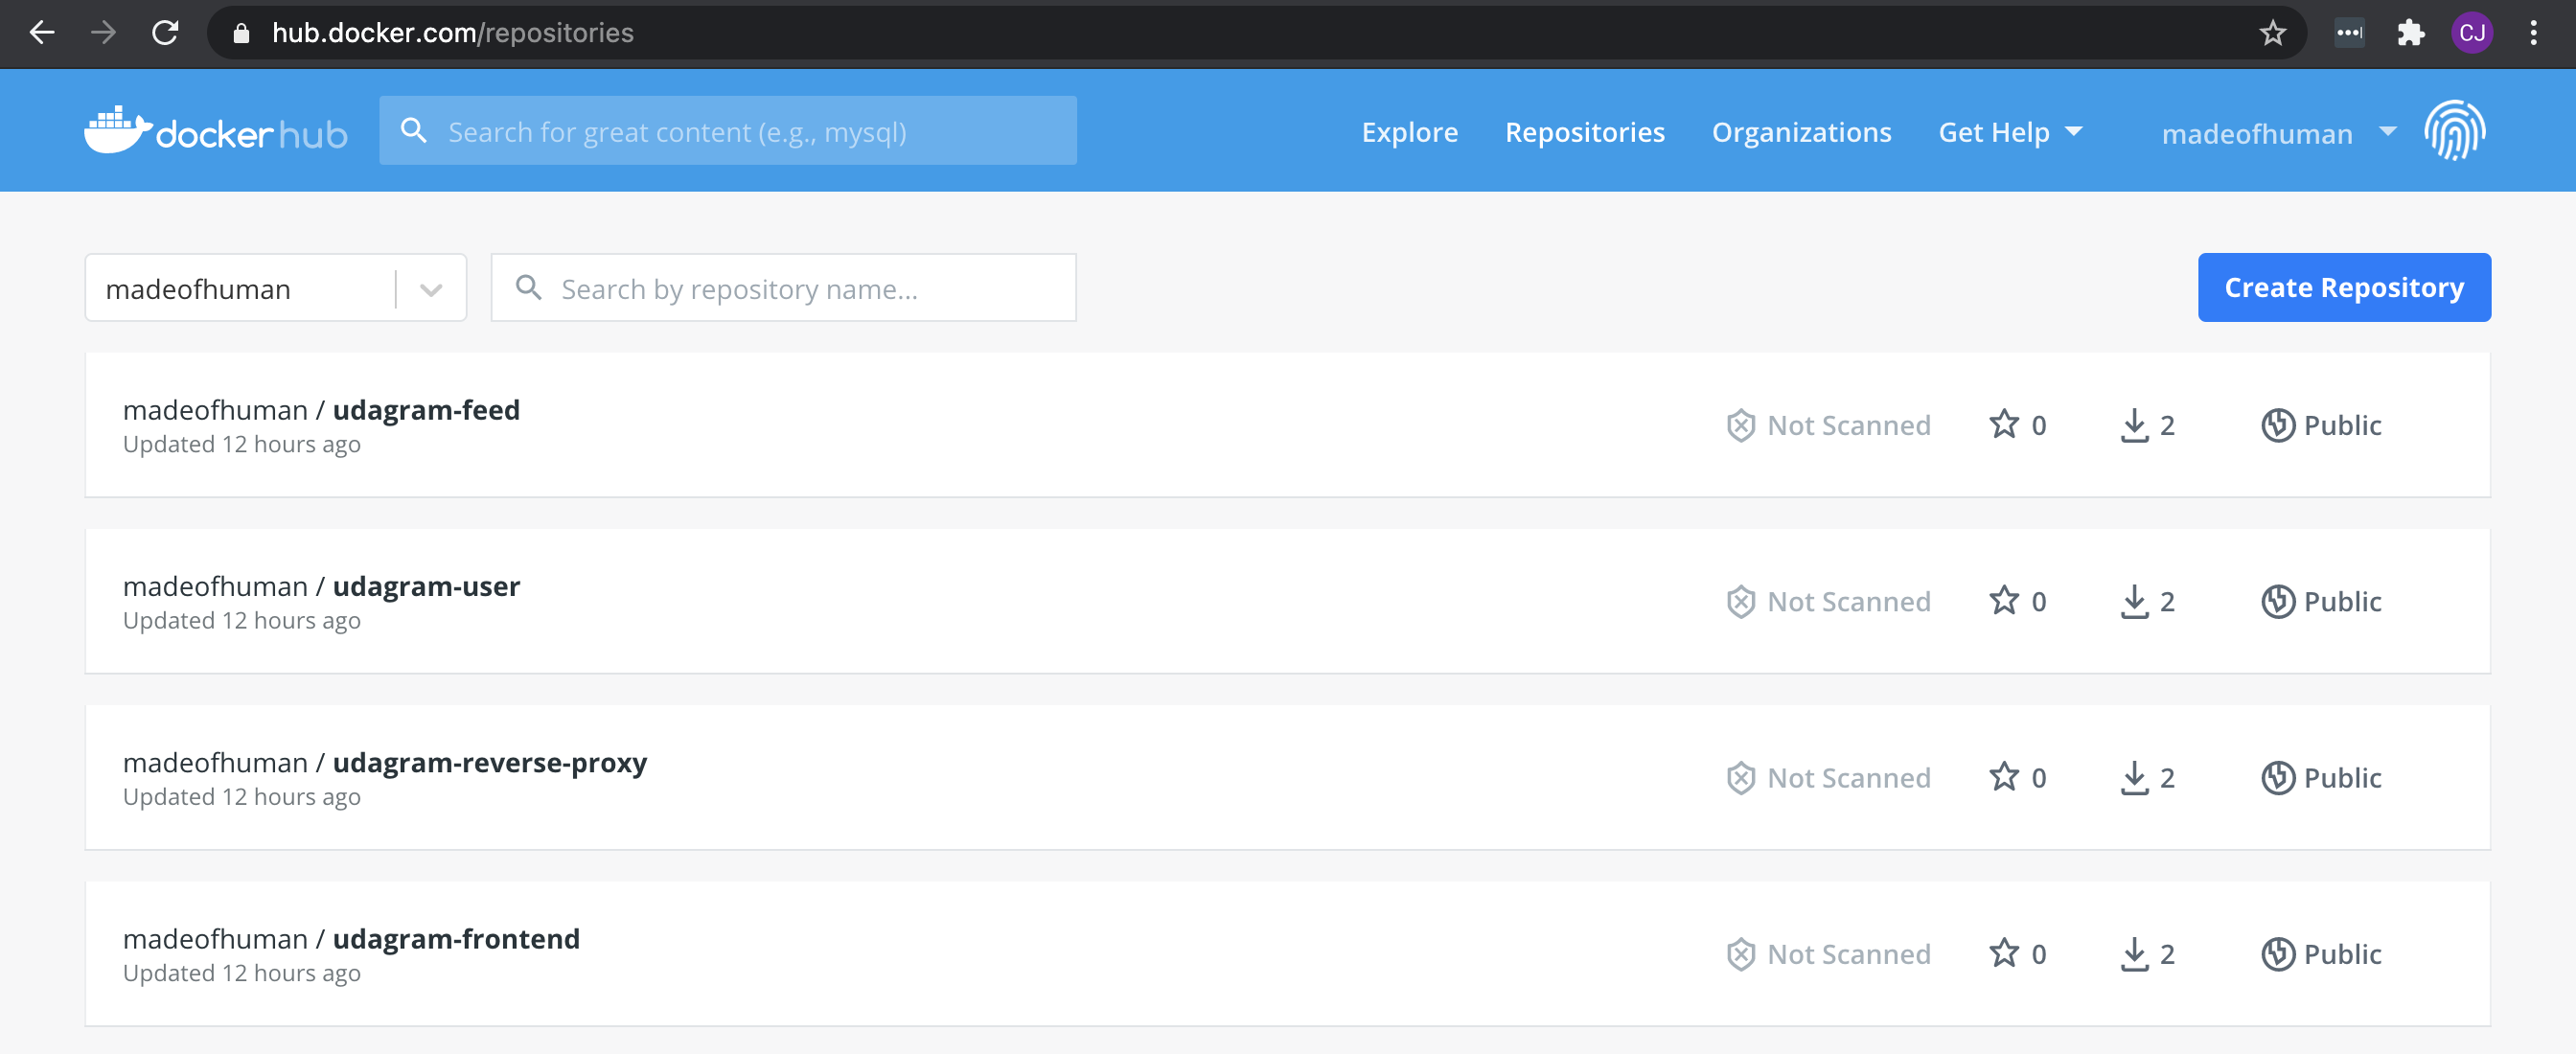 hub.docker.com/repositories
CJ
docker hub
Search for great content (e.g., mysql)
Explore
Repositories
Organizations
Get Help
madeofhuman
madeofhuman
Search by repository name...
Create Repository
madeofhuman / udagram-feed
Updated 12 hours ago
Not Scanned
0
2
Public
madeofhuman / udagram-user
Updated 12 hours ago
Not Scanned
0
2
Public
madeofhuman / udagram-reverse-proxy
Updated 12 hours ago
Not Scanned
0
2
Public
madeofhuman / udagram-frontend
Updated 12 hours ago
Not Scanned
0
2
Public